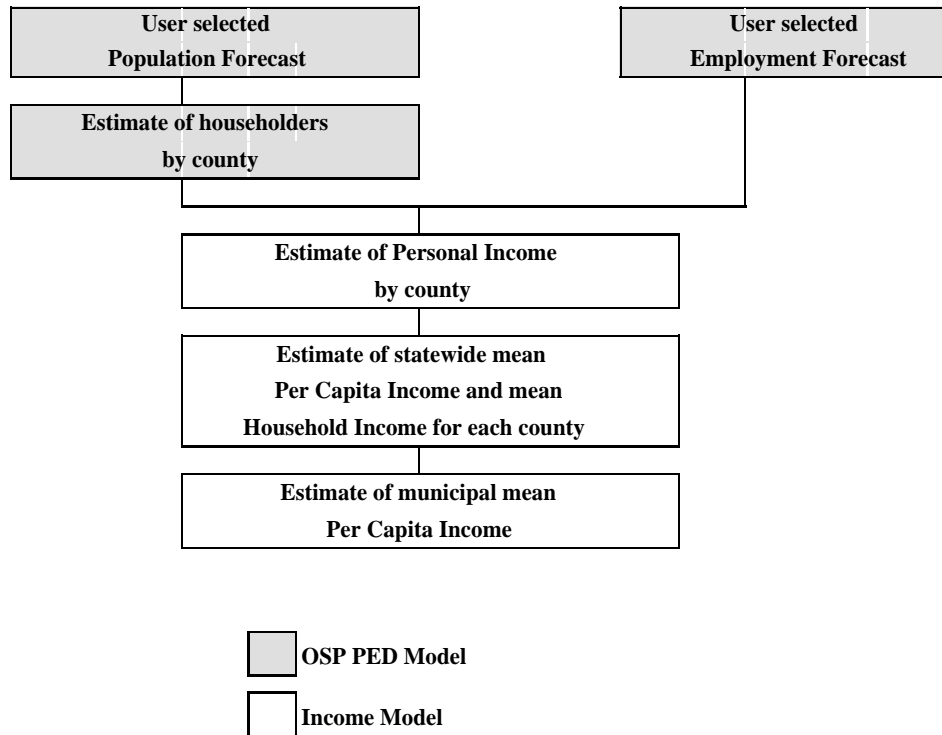 User selected
Population Forecast
User selected
Employment Forecast
Estimate of householders
by county
Estimate of Personal Income
by county
Estimate of statewide mean
Per Capita Income and mean
Household Income for each county
Estimate of municipal mean
Per Capita Income
OSP PED Model
Income Model